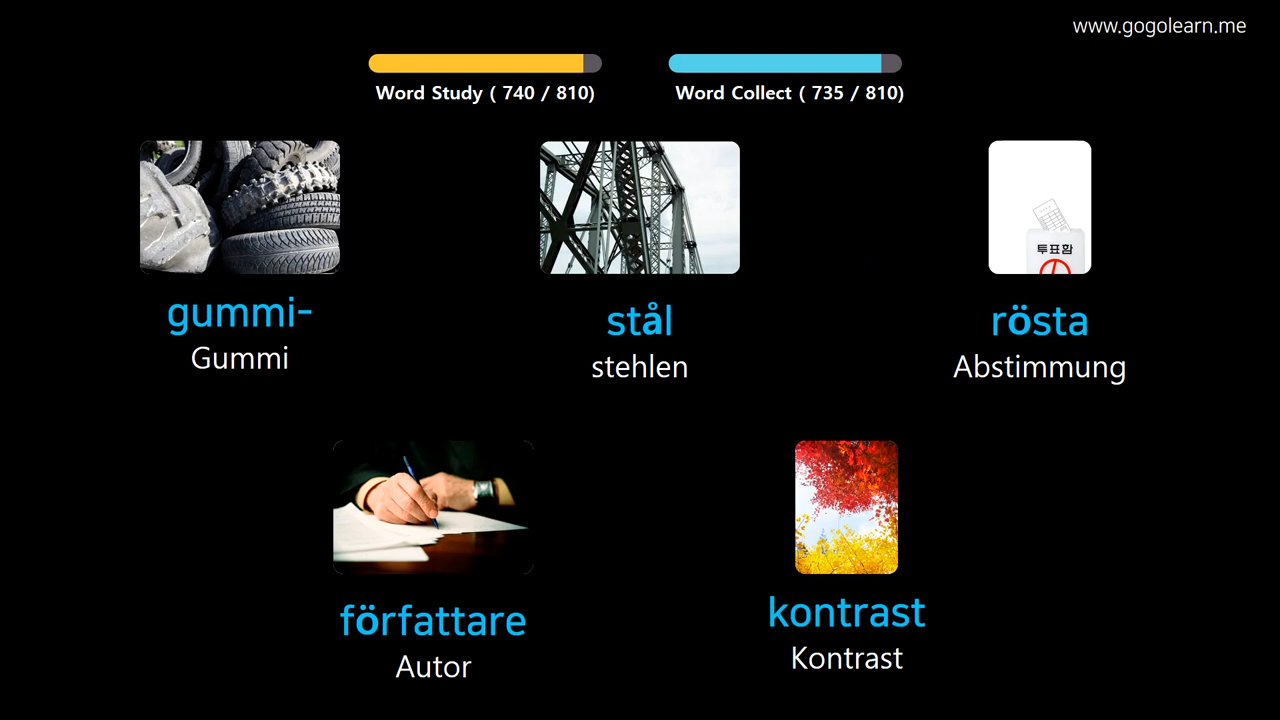 www.gogolearn.me
Word Study ( 740 / 810)
Word Collect ( 735 / 810)
투표함
gummi-
Gummi
stål
stehlen
rösta
Abstimmung
författare
Autor
kontrast
Kontrast